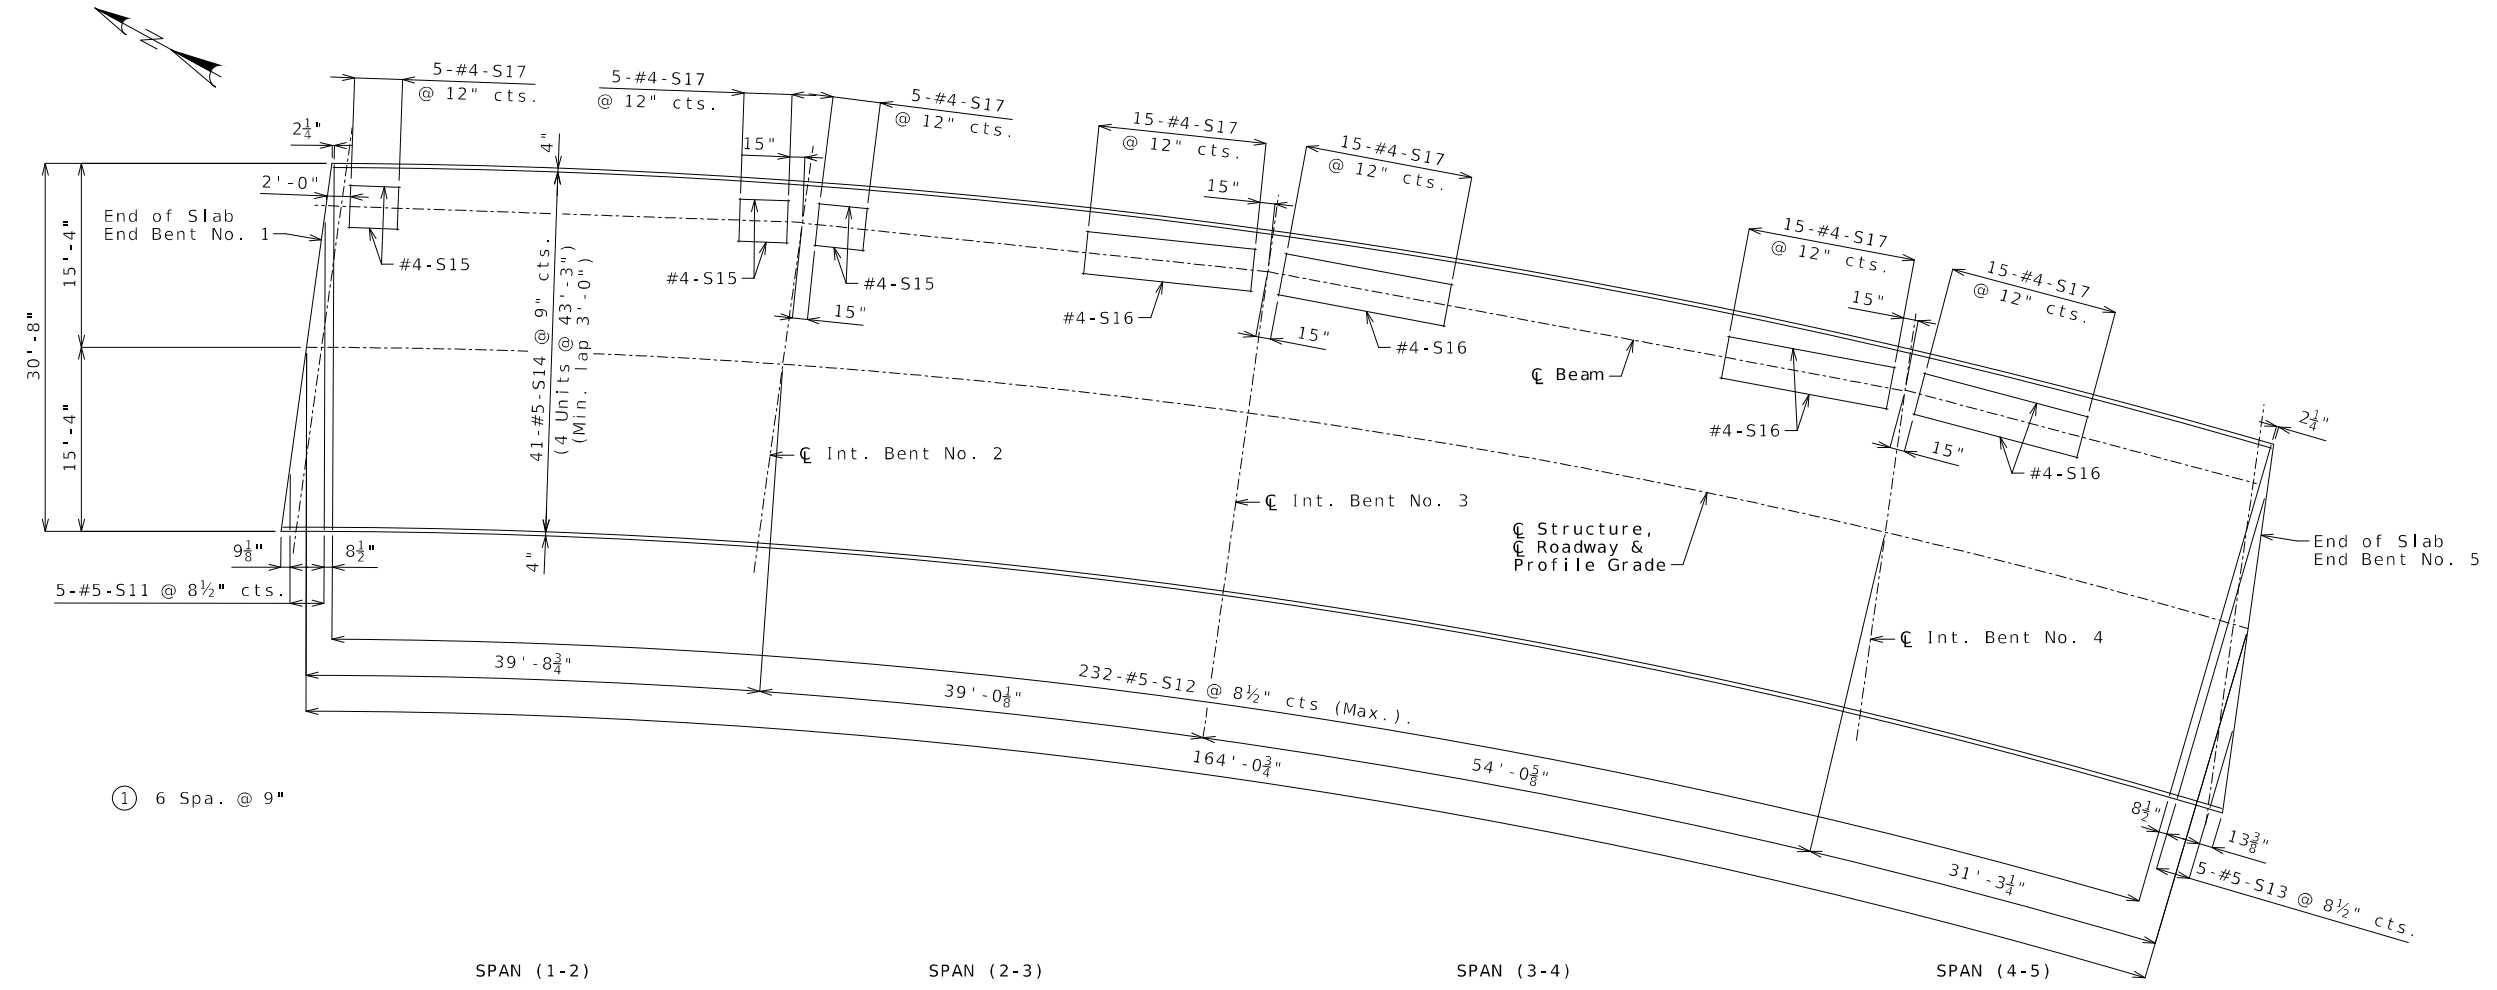 N
5-#4-S17
@ 12" cts.
5-#4-S17
@ 12" cts.
5-#4-S17
@ 12" cts.
15-#4-S17
@ 12" cts.
15-#4-S17
@ 12" cts.
15-#4-S17
@ 12" cts.
15-#4-S17
@ 12" cts.
2¼"
2'-0"
15"
4"
15"
15"
15"
15"
15"
2¼"
End of Slab
End Bent No. 1
#4-S15
#4-S15
#4-S15
#4-S16
#4-S16
#4-S16
#4-S16
15'-4"
30'-8"
15'-4"
41-#5-S14 @ 9" cts.
(4 Units @ 43'-3")
(Min. lap 3'-0")
℄ Beam
℄ Int. Bent No. 2
℄ Int. Bent No. 3
℄ Structure,
℄ Roadway &
Profile Grade
℄ Int. Bent No. 4
End of Slab
End Bent No. 5
9⅛"
8½"
4"
5-#5-S11 @ 8½" cts.
39'-8¾"
39'-0⅛"
232-#5-S12 @ 8½" cts (Max.).
164'-0¾"
54'-0⅝"
31'-3¼"
8½"
13⅜"
5-#5-S13 @ 8½" cts.
① 6 Spa. @ 9"
SPAN (1-2)
SPAN (2-3)
SPAN (3-4)
SPAN (4-5)